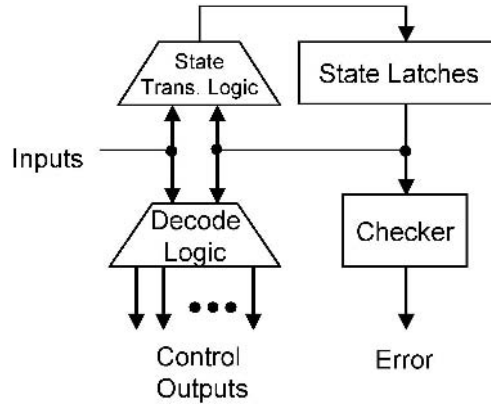 State
Trans. Logic
State Latches
Inputs
Decode
Logic
Checker
Control
Outputs
Error